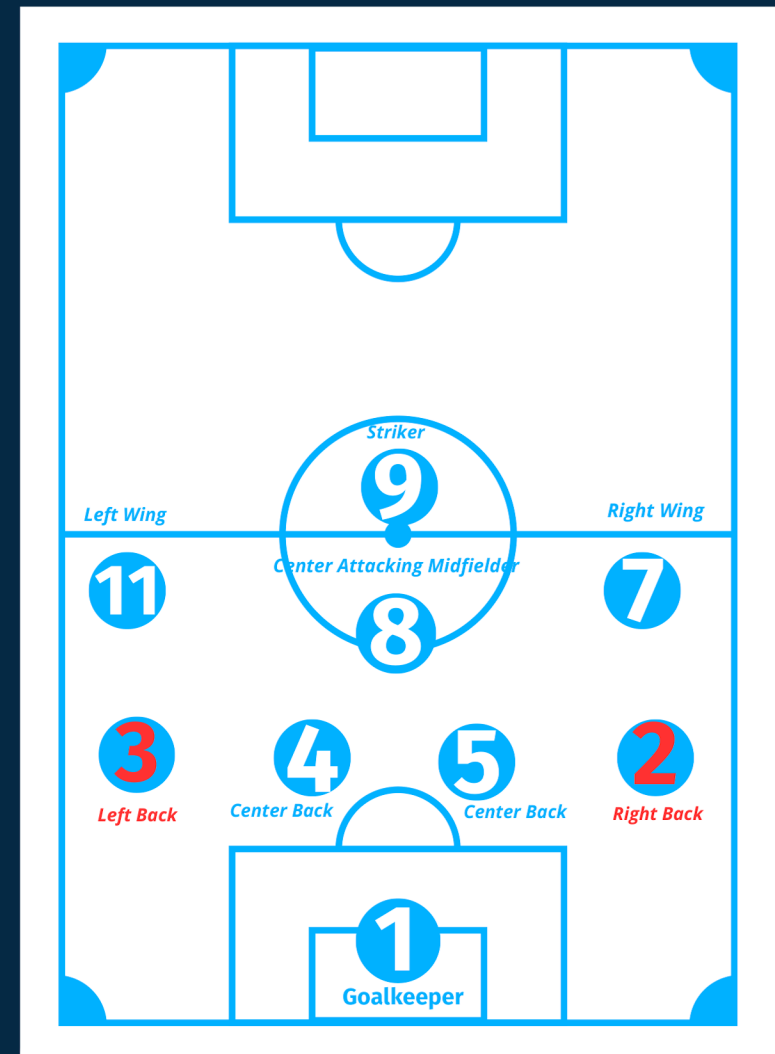 Striker
9
Left Wing
Right Wing
Center Attacking Midfielder
11
7
8
3
4
5
2
Left Back
Center Back
Center Back
Right Back
1
Goalkeeper